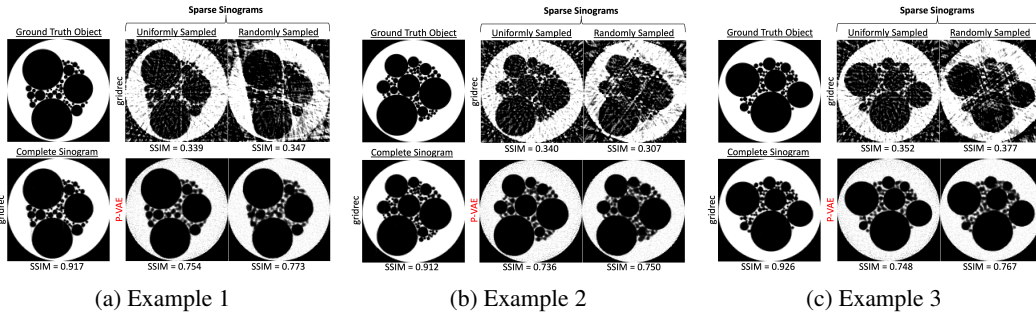 Sparse Sinograms
Ground Truth Object
Uniformly Sampled
Randomly Sampled
gridrec
SSIM = 0.339
SSIM = 0.347
Complete Sinogram
gridrec
P-VAE
SSIM = 0.917
SSIM = 0.754
SSIM = 0.773
(a) Example 1
Sparse Sinograms
Ground Truth Object
Uniformly Sampled
Randomly Sampled
gridrec
SSIM = 0.340
SSIM = 0.307
Complete Sinogram
gridrec
P-VAE
SSIM = 0.912
SSIM = 0.736
SSIM = 0.750
(b) Example 2
Sparse Sinograms
Ground Truth Object
Uniformly Sampled
Randomly Sampled
gridrec
SSIM = 0.352
SSIM = 0.377
Complete Sinogram
gridrec
P-VAE
SSIM = 0.926
SSIM = 0.748
SSIM = 0.767
(c) Example 3